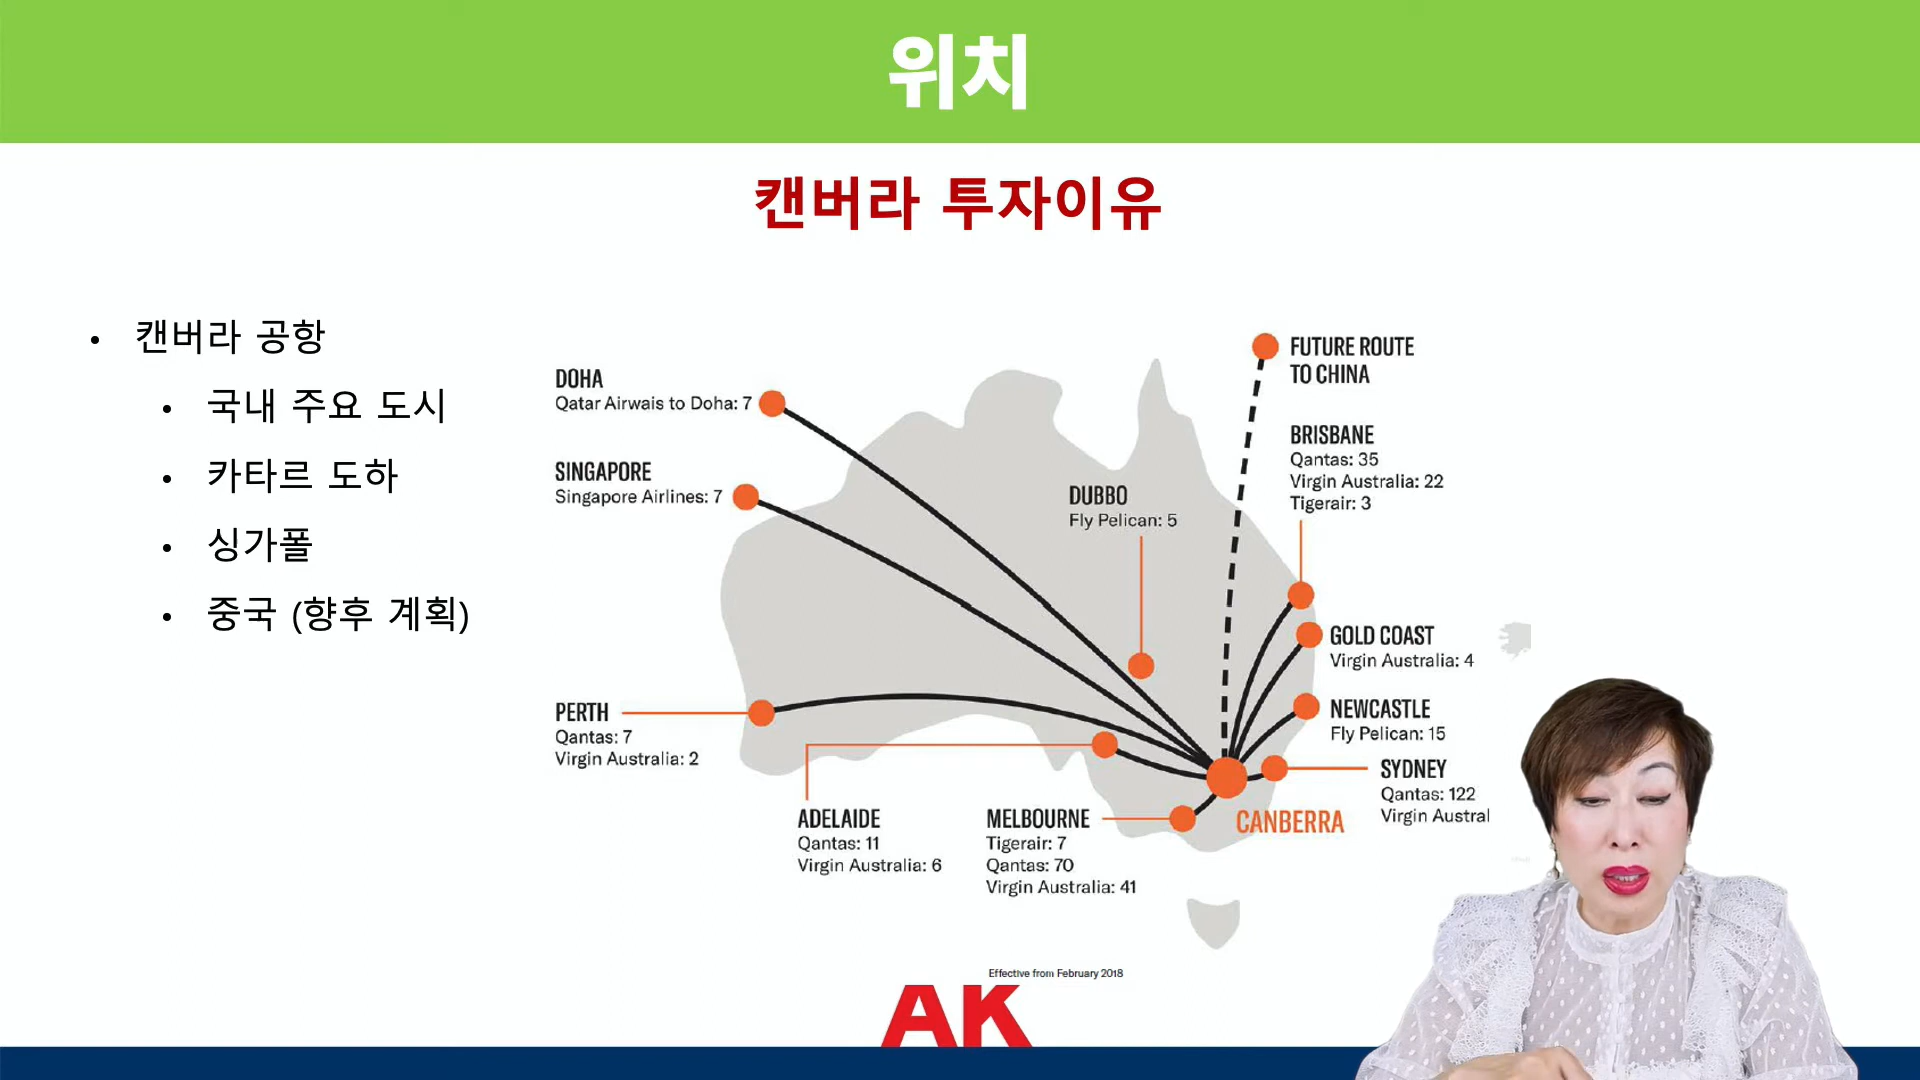 위치
캔버라 투자이유
• 캔버라 공항
• 국내 주요 도시
• 카타르 도하
• 싱가폴
• 중국 (향후 계획)
DOHA
Qatar Airwais to Doha: 7
SINGAPORE
Singapore Airlines: 7
PERTH
Qantas: 7
Virgin Australia: 2
ADELAIDE
Qantas: 11
Virgin Australia: 6
MELBOURNE
Tigerair: 7
Qantas: 70
Virgin Australia: 41
DUBBO
Fly Pelican: 5
FUTURE ROUTE
TO CHINA
BRISBANE
Qantas: 35
Virgin Australia: 22
Tigerair: 3
GOLD COAST
Virgin Australia: 4
NEWCASTLE
Fly Pelican: 15
SYDNEY
Qantas: 122
Virgin Austral
CANBERRA
Effective from February 2018
AK